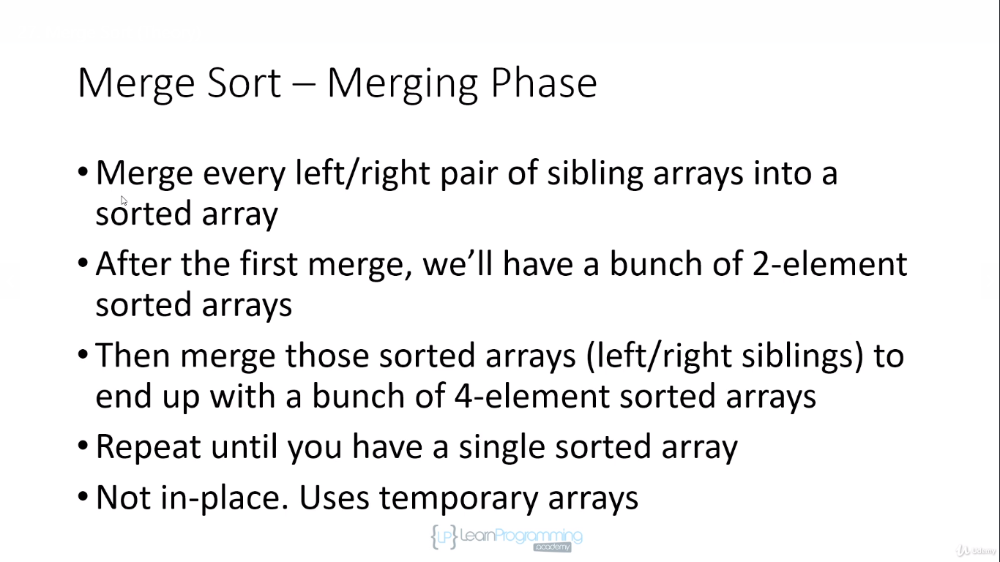 Merge Sort – Merging Phase
• Merge every left/right pair of sibling arrays into a
sorted array
• After the first merge, we’ll have a bunch of 2-element
sorted arrays
• Then merge those sorted arrays (left/right siblings) to
end up with a bunch of 4-element sorted arrays
• Repeat until you have a single sorted array
• Not in-place. Uses temporary arrays
{LP} LearnProgramming
.academy
Udemy